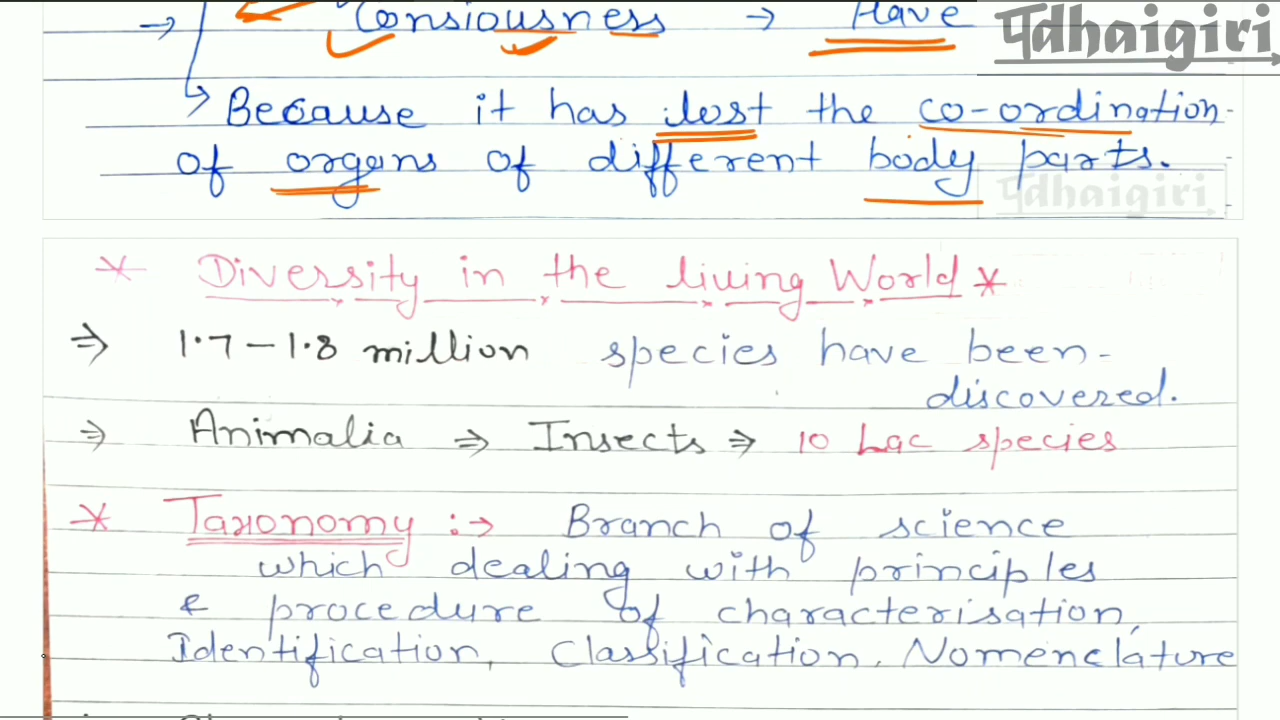 → Consiousness → Have
पdhaigiri
↳ Because it has lost the co-ordination-
of organs of different body parts.
पdhaigiri
* Diversity in the living World *
⇒ 1.7 – 1.8 million species have been-
discovered.
⇒ Animalia ⇒ Insects ⇒ 10 Lac species
* Taxonomy :→ Branch of science
which dealing with principles
& procedure of characterisation,
Identification, Classification, Nomenclature